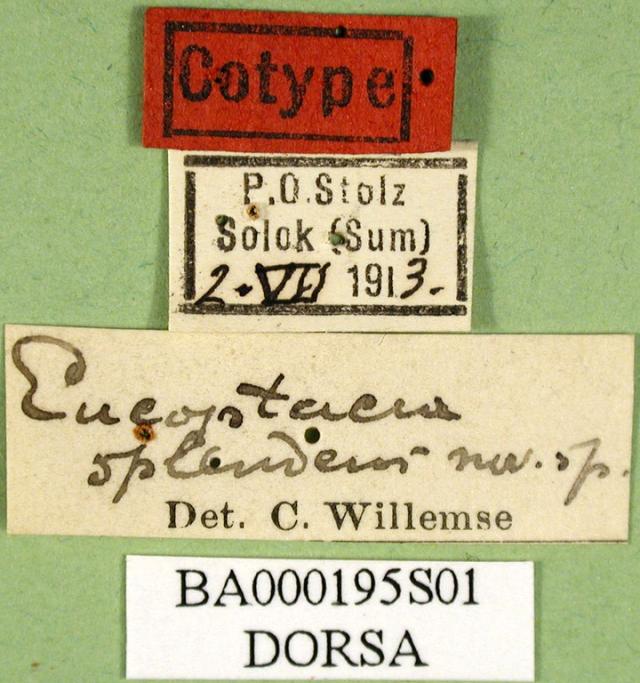 Cotype
P.O.Stolz
Solok (Sum)
2.VII 1913.
Eucoptacra
splendens nov. sp.
Det. C. Willemse
BA000195S01
DORSA